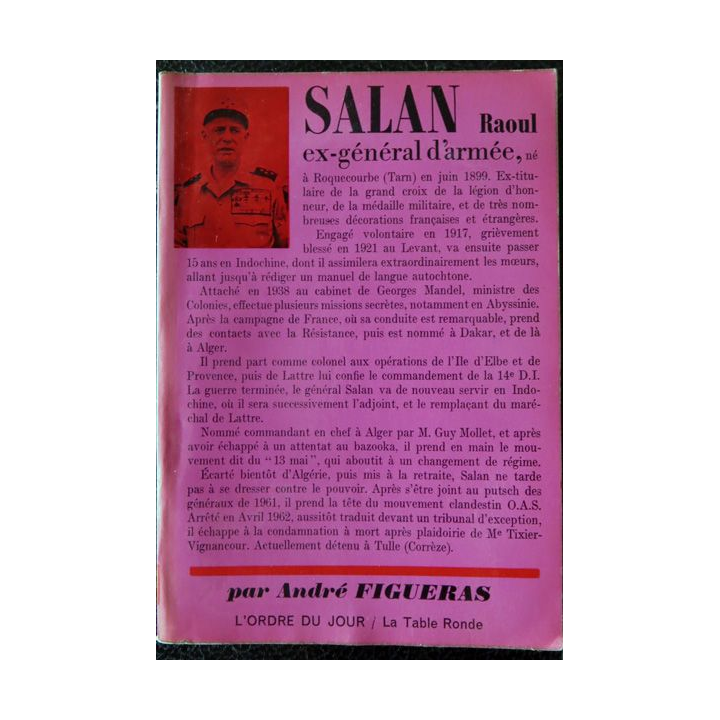 SALAN Raoul
ex-général d'armée, né
à Roquecourbe (Tarn) en juin 1899. Ex-titu-
laire de la grand croix de la légion d'hon-
neur, de la médaille militaire, et de très nom-
breuses décorations françaises et étrangères.
Engagé volontaire en 1917, grièvement
blessé en 1921 au Levant, va ensuite passer
15 ans en Indochine, dont il assimilera extraordinairement les mœurs,
allant jusqu'à rédiger un manuel de langue autochtone.
Attaché en 1938 au cabinet de Georges Mandel, ministre des
Colonies, effectue plusieurs missions secrètes, notamment en Abyssinie.
Après la campagne de France, où sa conduite est remarquable, prend
des contacts avec la Résistance, puis est nommé à Dakar, et de là
à Alger.
Il prend part comme colonel aux opérations de l'Ile d'Elbe et de
Provence, puis de Lattre lui confie le commandement de la 14e D.I.
La guerre terminée, le général Salan va de nouveau servir en Indo-
chine, où il sera successivement l'adjoint, et le remplaçant du maré-
chal de Lattre.
Nommé commandant en chef à Alger par M. Guy Mollet, et après
avoir échappé à un attentat au bazooka, il prend en main le mou-
vement dit du "13 mai", qui aboutit à un changement de régime.
Écarté bientôt d'Algérie, puis mis à la retraite, Salan ne tarde
pas à se dresser contre le pouvoir. Après s'être joint au putsch des
généraux de 1961, il prend la tête du mouvement clandestin O.A.S.
Arrêté en Avril 1962, aussitôt traduit devant un tribunal d'exception,
il échappe à la condamnation à mort après plaidoirie de Me Tixier-
Vignancour. Actuellement détenu à Tulle (Corrèze).
par André FIGUERAS
L'ORDRE DU JOUR / La Table Ronde